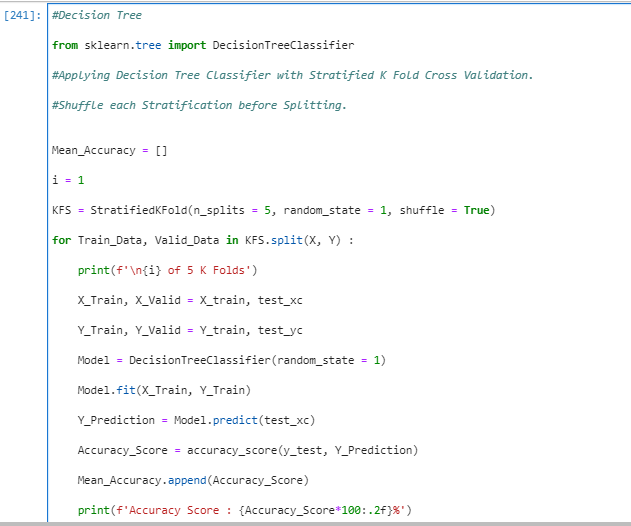 [241]: #Decision Tree
from sklearn.tree import DecisionTreeClassifier
#Applying Decision Tree Classifier with Stratified K Fold Cross Validation.
#Shuffle each Stratification before Splitting.
Mean_Accuracy = []
i = 1
KFS = StratifiedKFold(n_splits = 5, random_state = 1, shuffle = True)
for Train_Data, Valid_Data in KFS.split(X, Y) :
    print(f'\n{i} of 5 K Folds')
    X_Train, X_Valid = X_train, test_xc
    Y_Train, Y_Valid = Y_train, test_yc
    Model = DecisionTreeClassifier(random_state = 1)
    Model.fit(X_Train, Y_Train)
    Y_Prediction = Model.predict(test_xc)
    Accuracy_Score = accuracy_score(y_test, Y_Prediction)
    Mean_Accuracy.append(Accuracy_Score)
    print(f'Accuracy Score : {Accuracy_Score*100:.2f}%')